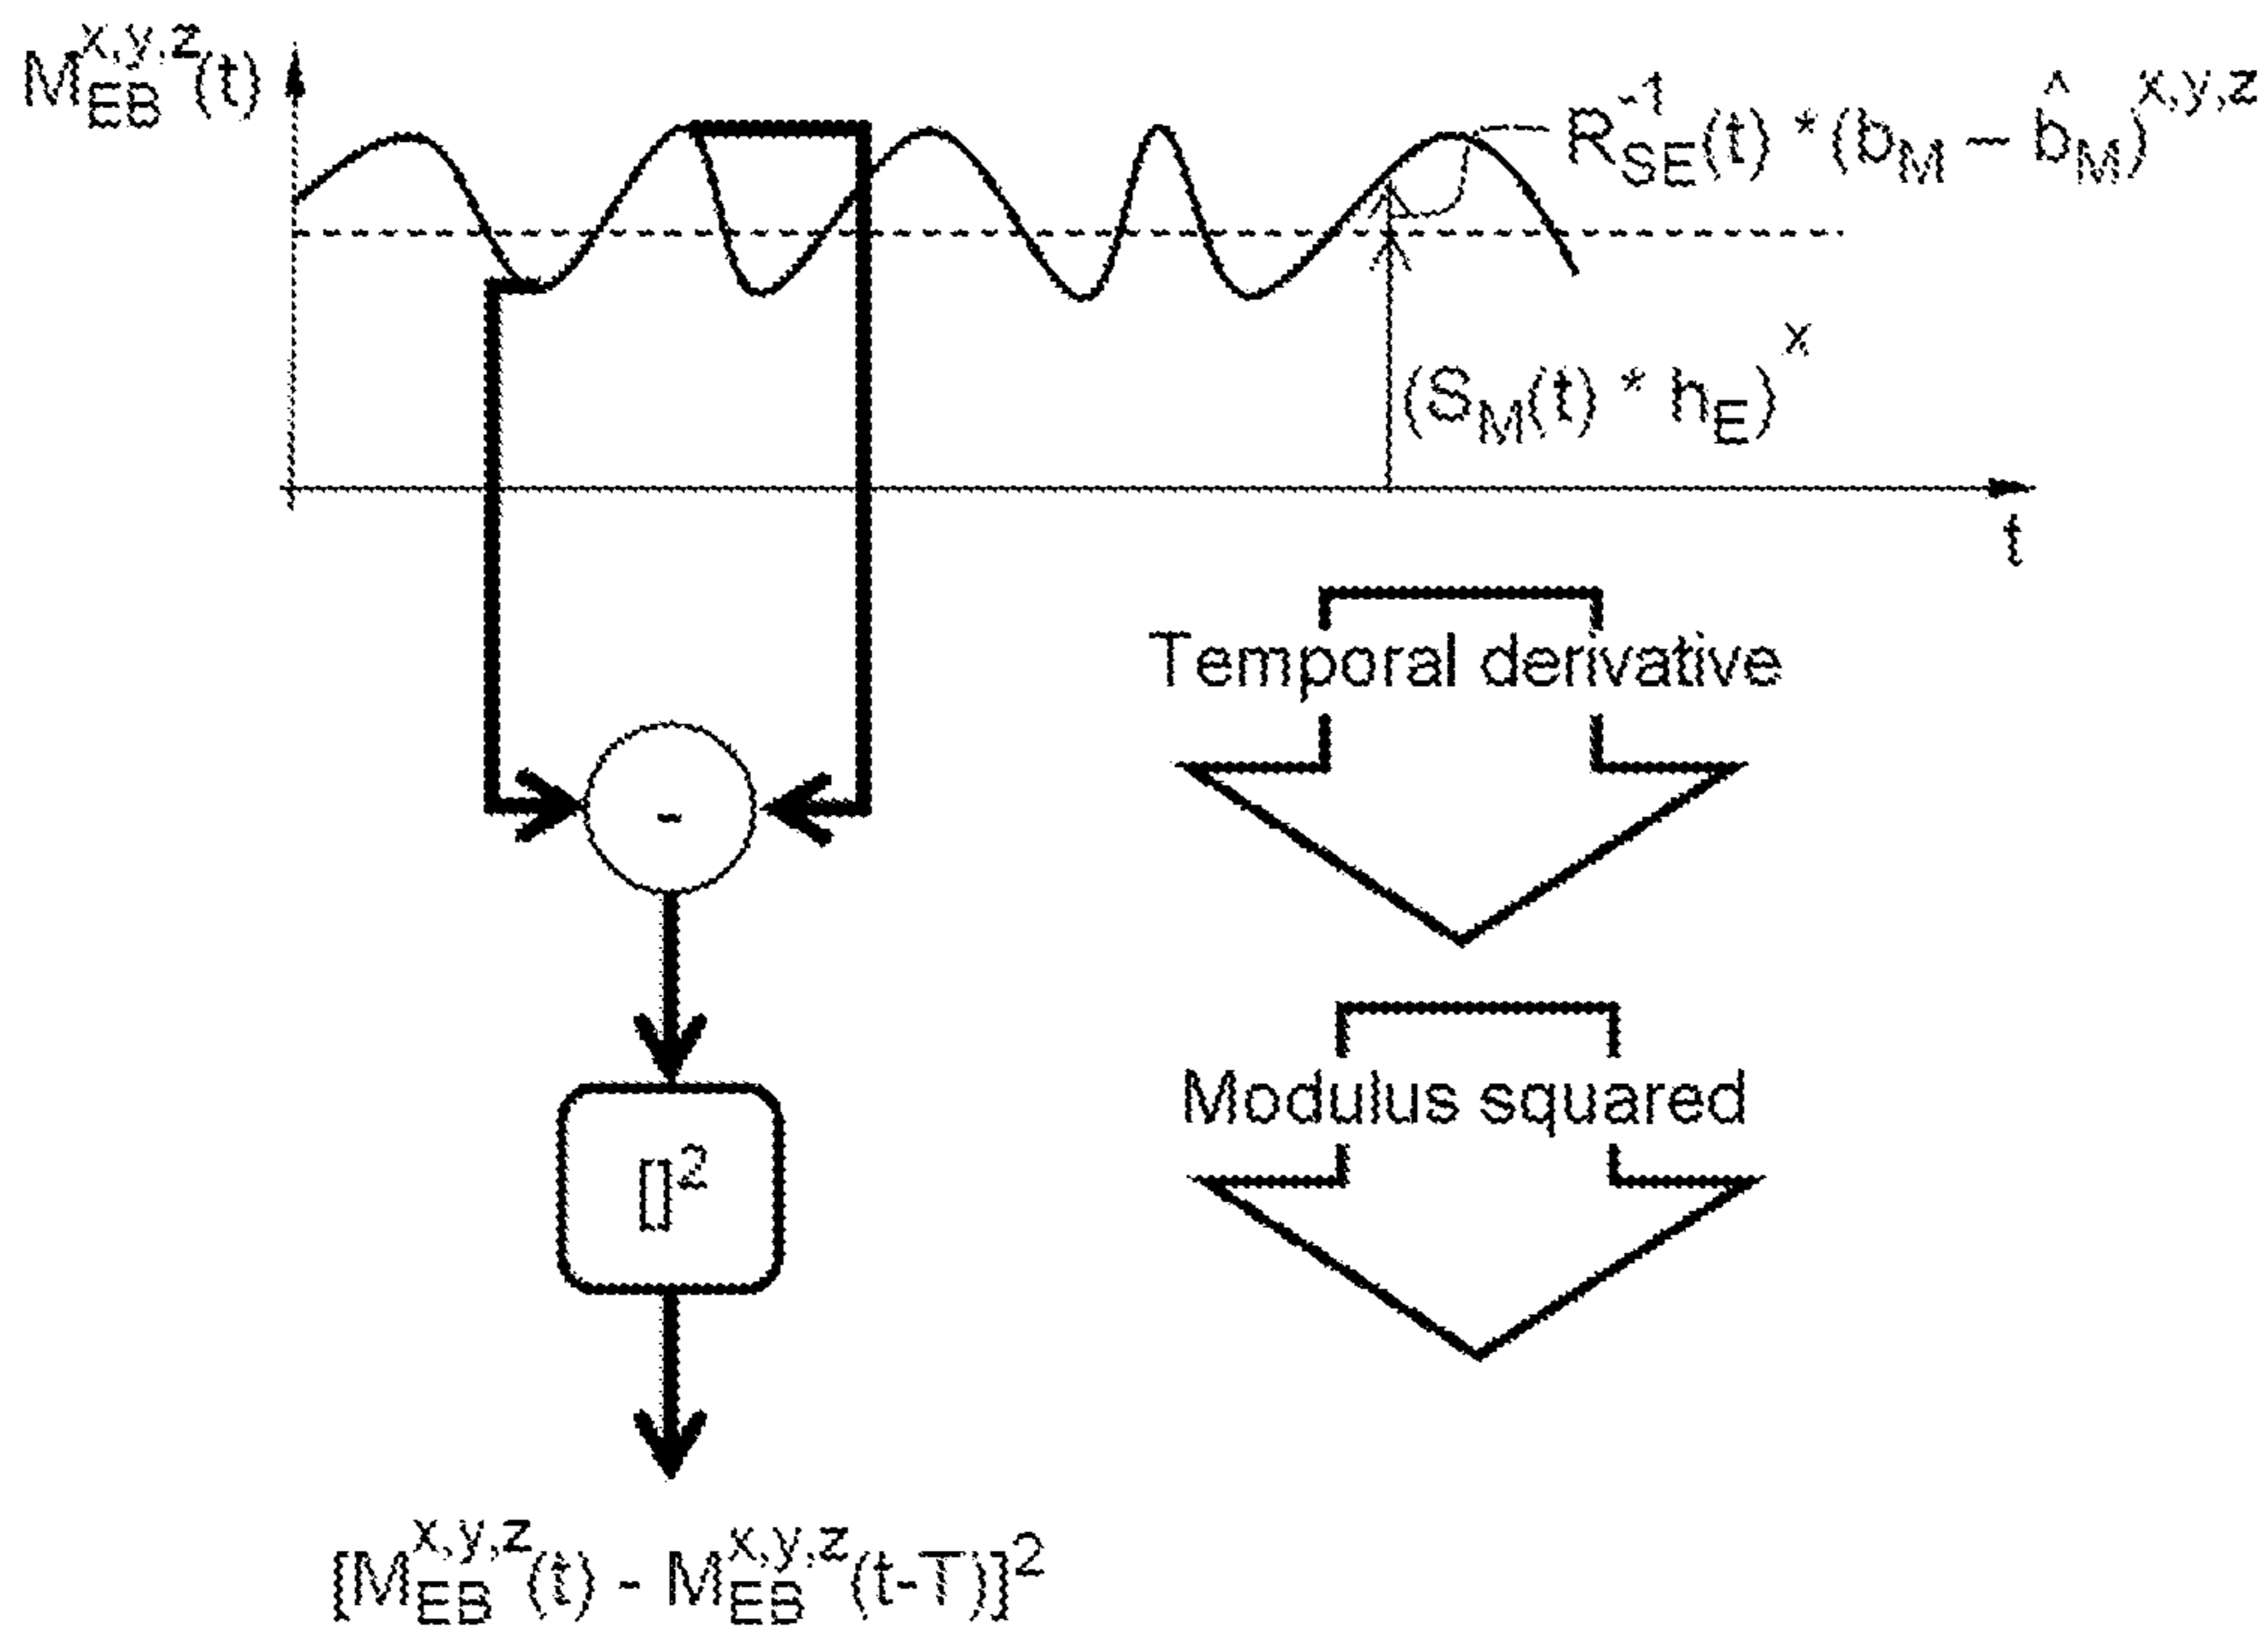 M_EB^x,y,z(t)
R_SE^-1(t) * (b_M – b̂_M)^x,y,z
(S_M(t) * h_E)^x
t
Temporal derivative
-
Modulus squared
[]²
[M_EB^x,y,z(t) - M_EB^x,y,z(t-T)]²